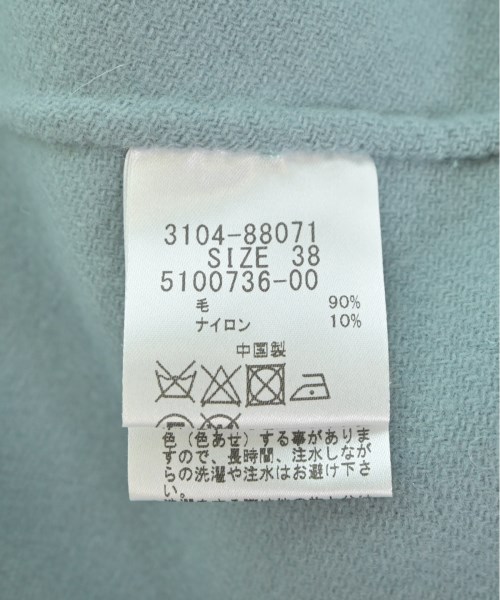 3104-88071
SIZE 38
5100736-00
毛 90%
ナイロン 10%
中国製
色(色あせ)する事がありま
すので、長時間、注水しなが
らの洗濯や注水はお避け下さ
い。